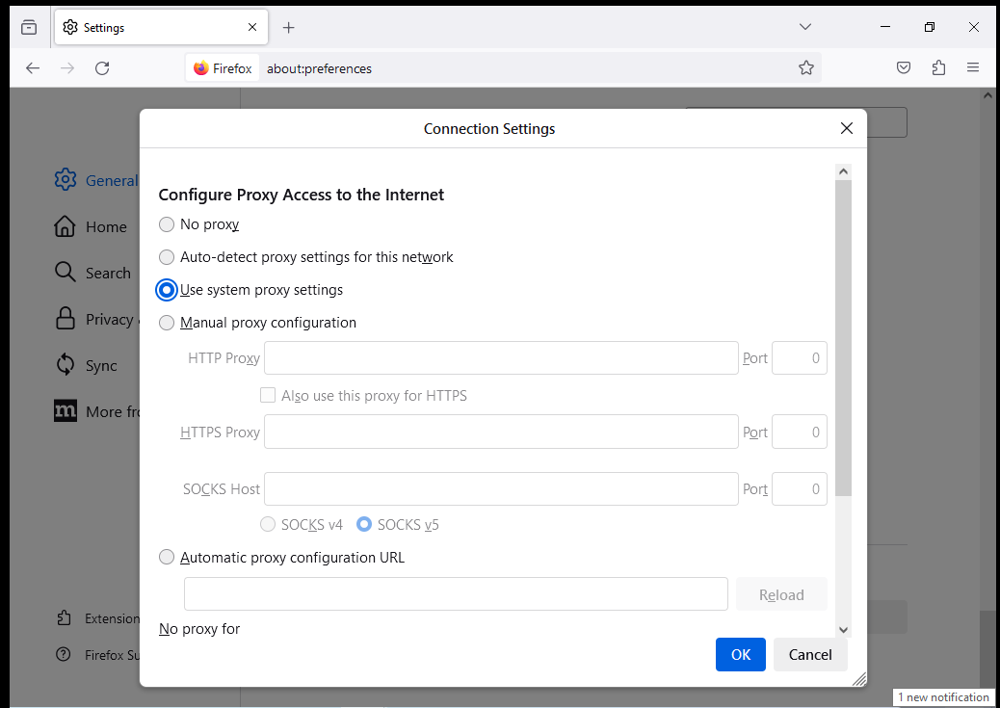 Settings
Firefox about:preferences
Connection Settings
General
Home
Search
Privacy
Sync
More fro
Extension
Firefox Su
Configure Proxy Access to the Internet
No proxy
Auto-detect proxy settings for this network
Use system proxy settings
Manual proxy configuration
HTTP Proxy Port 0
Also use this proxy for HTTPS
HTTPS Proxy Port 0
SOCKS Host Port 0
SOCKS v4 SOCKS v5
Automatic proxy configuration URL
Reload
No proxy for
OK Cancel
1 new notification